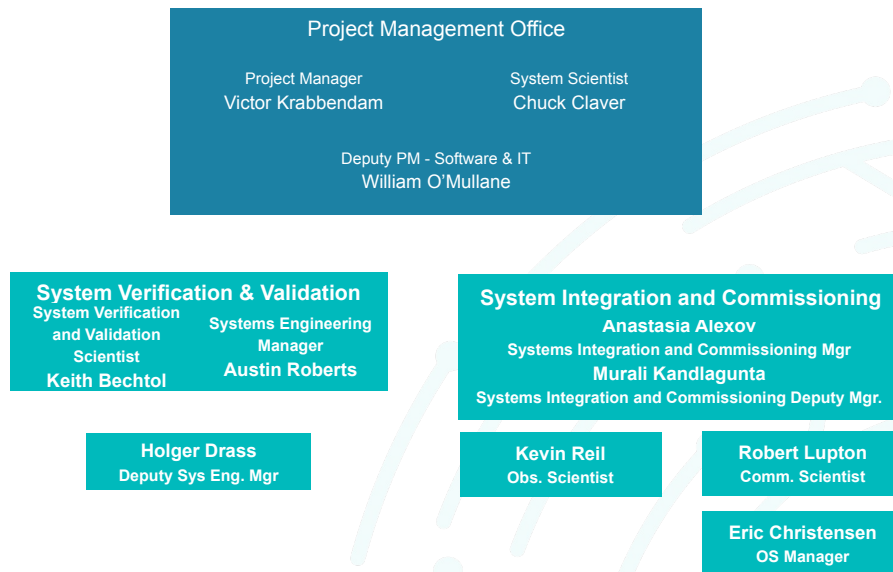 Project Management Office
Project Manager
Victor Krabbendam
System Scientist
Chuck Claver
Deputy PM - Software & IT
William O’Mullane
System Verification & Validation
System Verification
and Validation
Scientist
Keith Bechtol
Systems Engineering
Manager
Austin Roberts
System Integration and Commissioning
Anastasia Alexov
Systems Integration and Commissioning Mgr
Murali Kandlagunta
Systems Integration and Commissioning Deputy Mgr.
Holger Drass
Deputy Sys Eng. Mgr
Kevin Reil
Obs. Scientist
Robert Lupton
Comm. Scientist
Eric Christensen
OS Manager